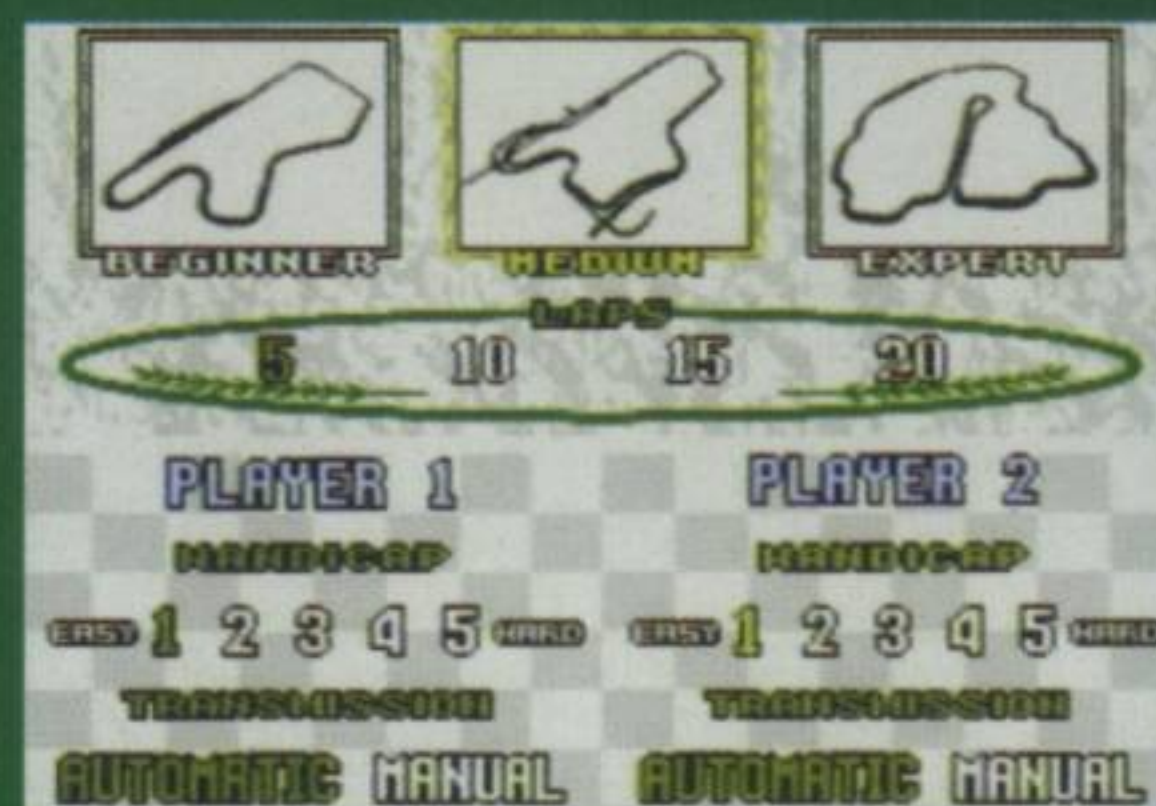 BEGINNER MEDIUM EXPERT
LAPS
5 10 15 20
PLAYER 1 PLAYER 2
HANDICAP HANDICAP
EASY 1 2 3 4 5 HARD EASY 1 2 3 4 5 HARD
TRANSMISSION TRANSMISSION
AUTOMATIC MANUAL AUTOMATIC MANUAL